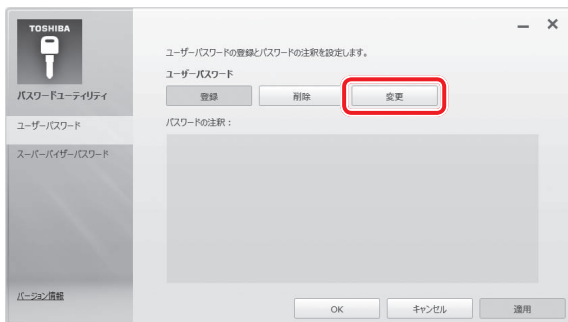 TOSHIBA
パスワードユーティリティ
ユーザーパスワード
スーパーバイザーパスワード
バージョン情報
ユーザーパスワードの登録とパスワードの注釈を設定します。
ユーザーパスワード
登録
削除
変更
パスワードの注釈：
OK
キャンセル
適用